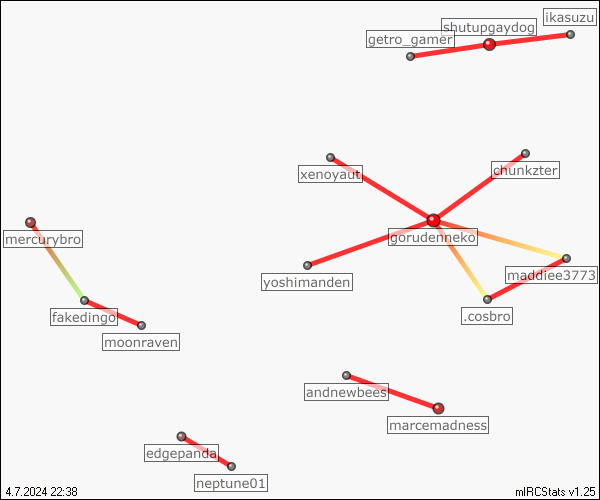 ikasuzu
shutupgaydog
getro_gamer
xenoyaut
chunkzter
mercurybro
gorudenneko
yoshimanden
maddiee3773
fakedingo
.cosbro
moonraven
andnewbees
marcemadness
edgepanda
neptune01
4.7.2024 22:38
mIRCStats v1.25